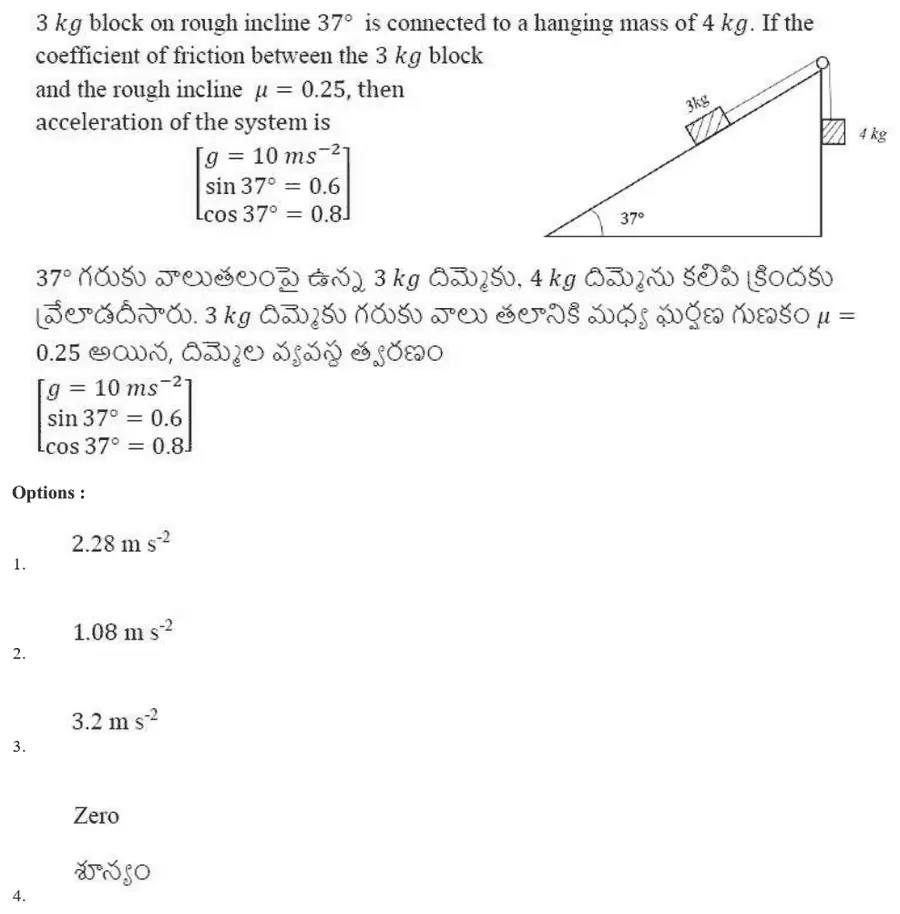 3 kg block on rough incline 37° is connected to a hanging mass of 4 kg. If the
coefficient of friction between the 3 kg block
and the rough incline μ = 0.25, then
acceleration of the system is
[g = 10 ms⁻²]
[sin 37° = 0.6]
[cos 37° = 0.8]
3kg
4 kg
37°
37° గరుకు వాలుతలంపై ఉన్న 3 kg దిమ్మెకు, 4 kg దిమ్మెను కలిపి క్రిందకు
వ్రేలాడదీసారు. 3 kg దిమ్మెకు గరుకు వాలు తలానికి మధ్య ఘర్షణ గుణకం μ =
0.25 అయిన, దిమ్మెల వ్యవస్థ త్వరణం
[g = 10 ms⁻²]
[sin 37° = 0.6]
[cos 37° = 0.8]
Options :
2.28 m s⁻²
1.
1.08 m s⁻²
2.
3.2 m s⁻²
3.
Zero
శూన్యం
4.